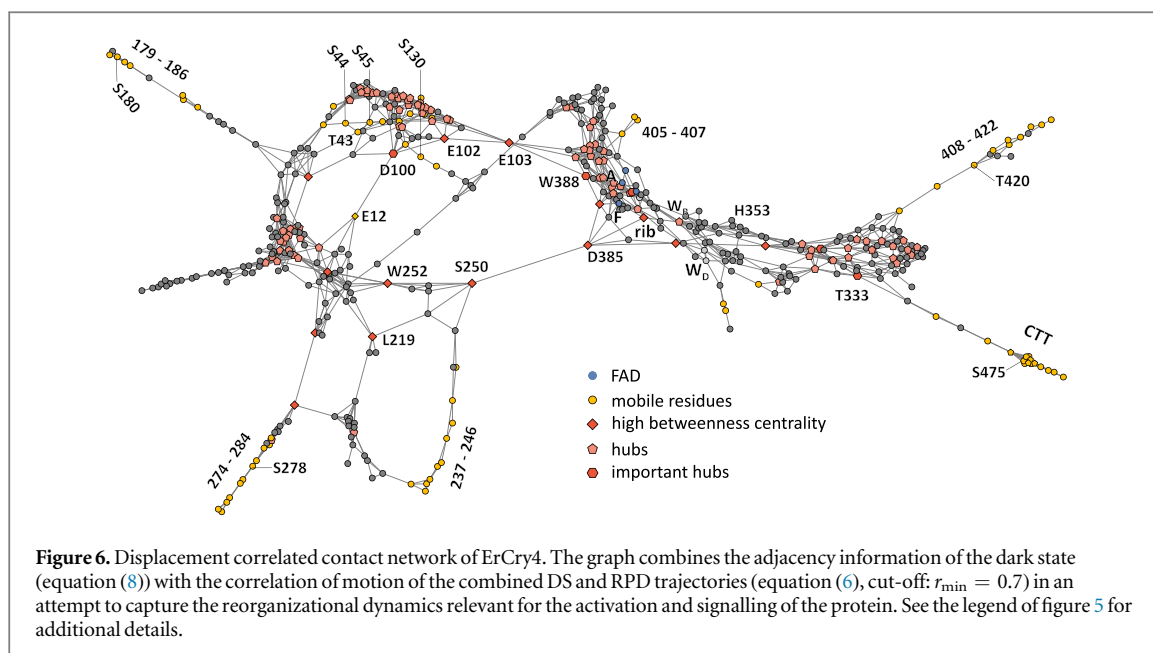 179 - 186
S180
S44
S45
S130
T43
D100
E102
E103
405 - 407
408 - 422
T420
W388
A
F
rib
E12
W252
S250
D385
H353
W_D
T333
L219
CTT
S475
274 - 284
S278
237 - 246
FAD
mobile residues
high betweenness centrality
hubs
important hubs
Figure 6. Displacement correlated contact network of ErCry4. The graph combines the adjacency information of the dark state
(equation (8)) with the correlation of motion of the combined DS and RPD trajectories (equation (6), cut-off: r_min = 0.7) in an
attempt to capture the reorganizational dynamics relevant for the activation and signalling of the protein. See the legend of figure 5 for
additional details.